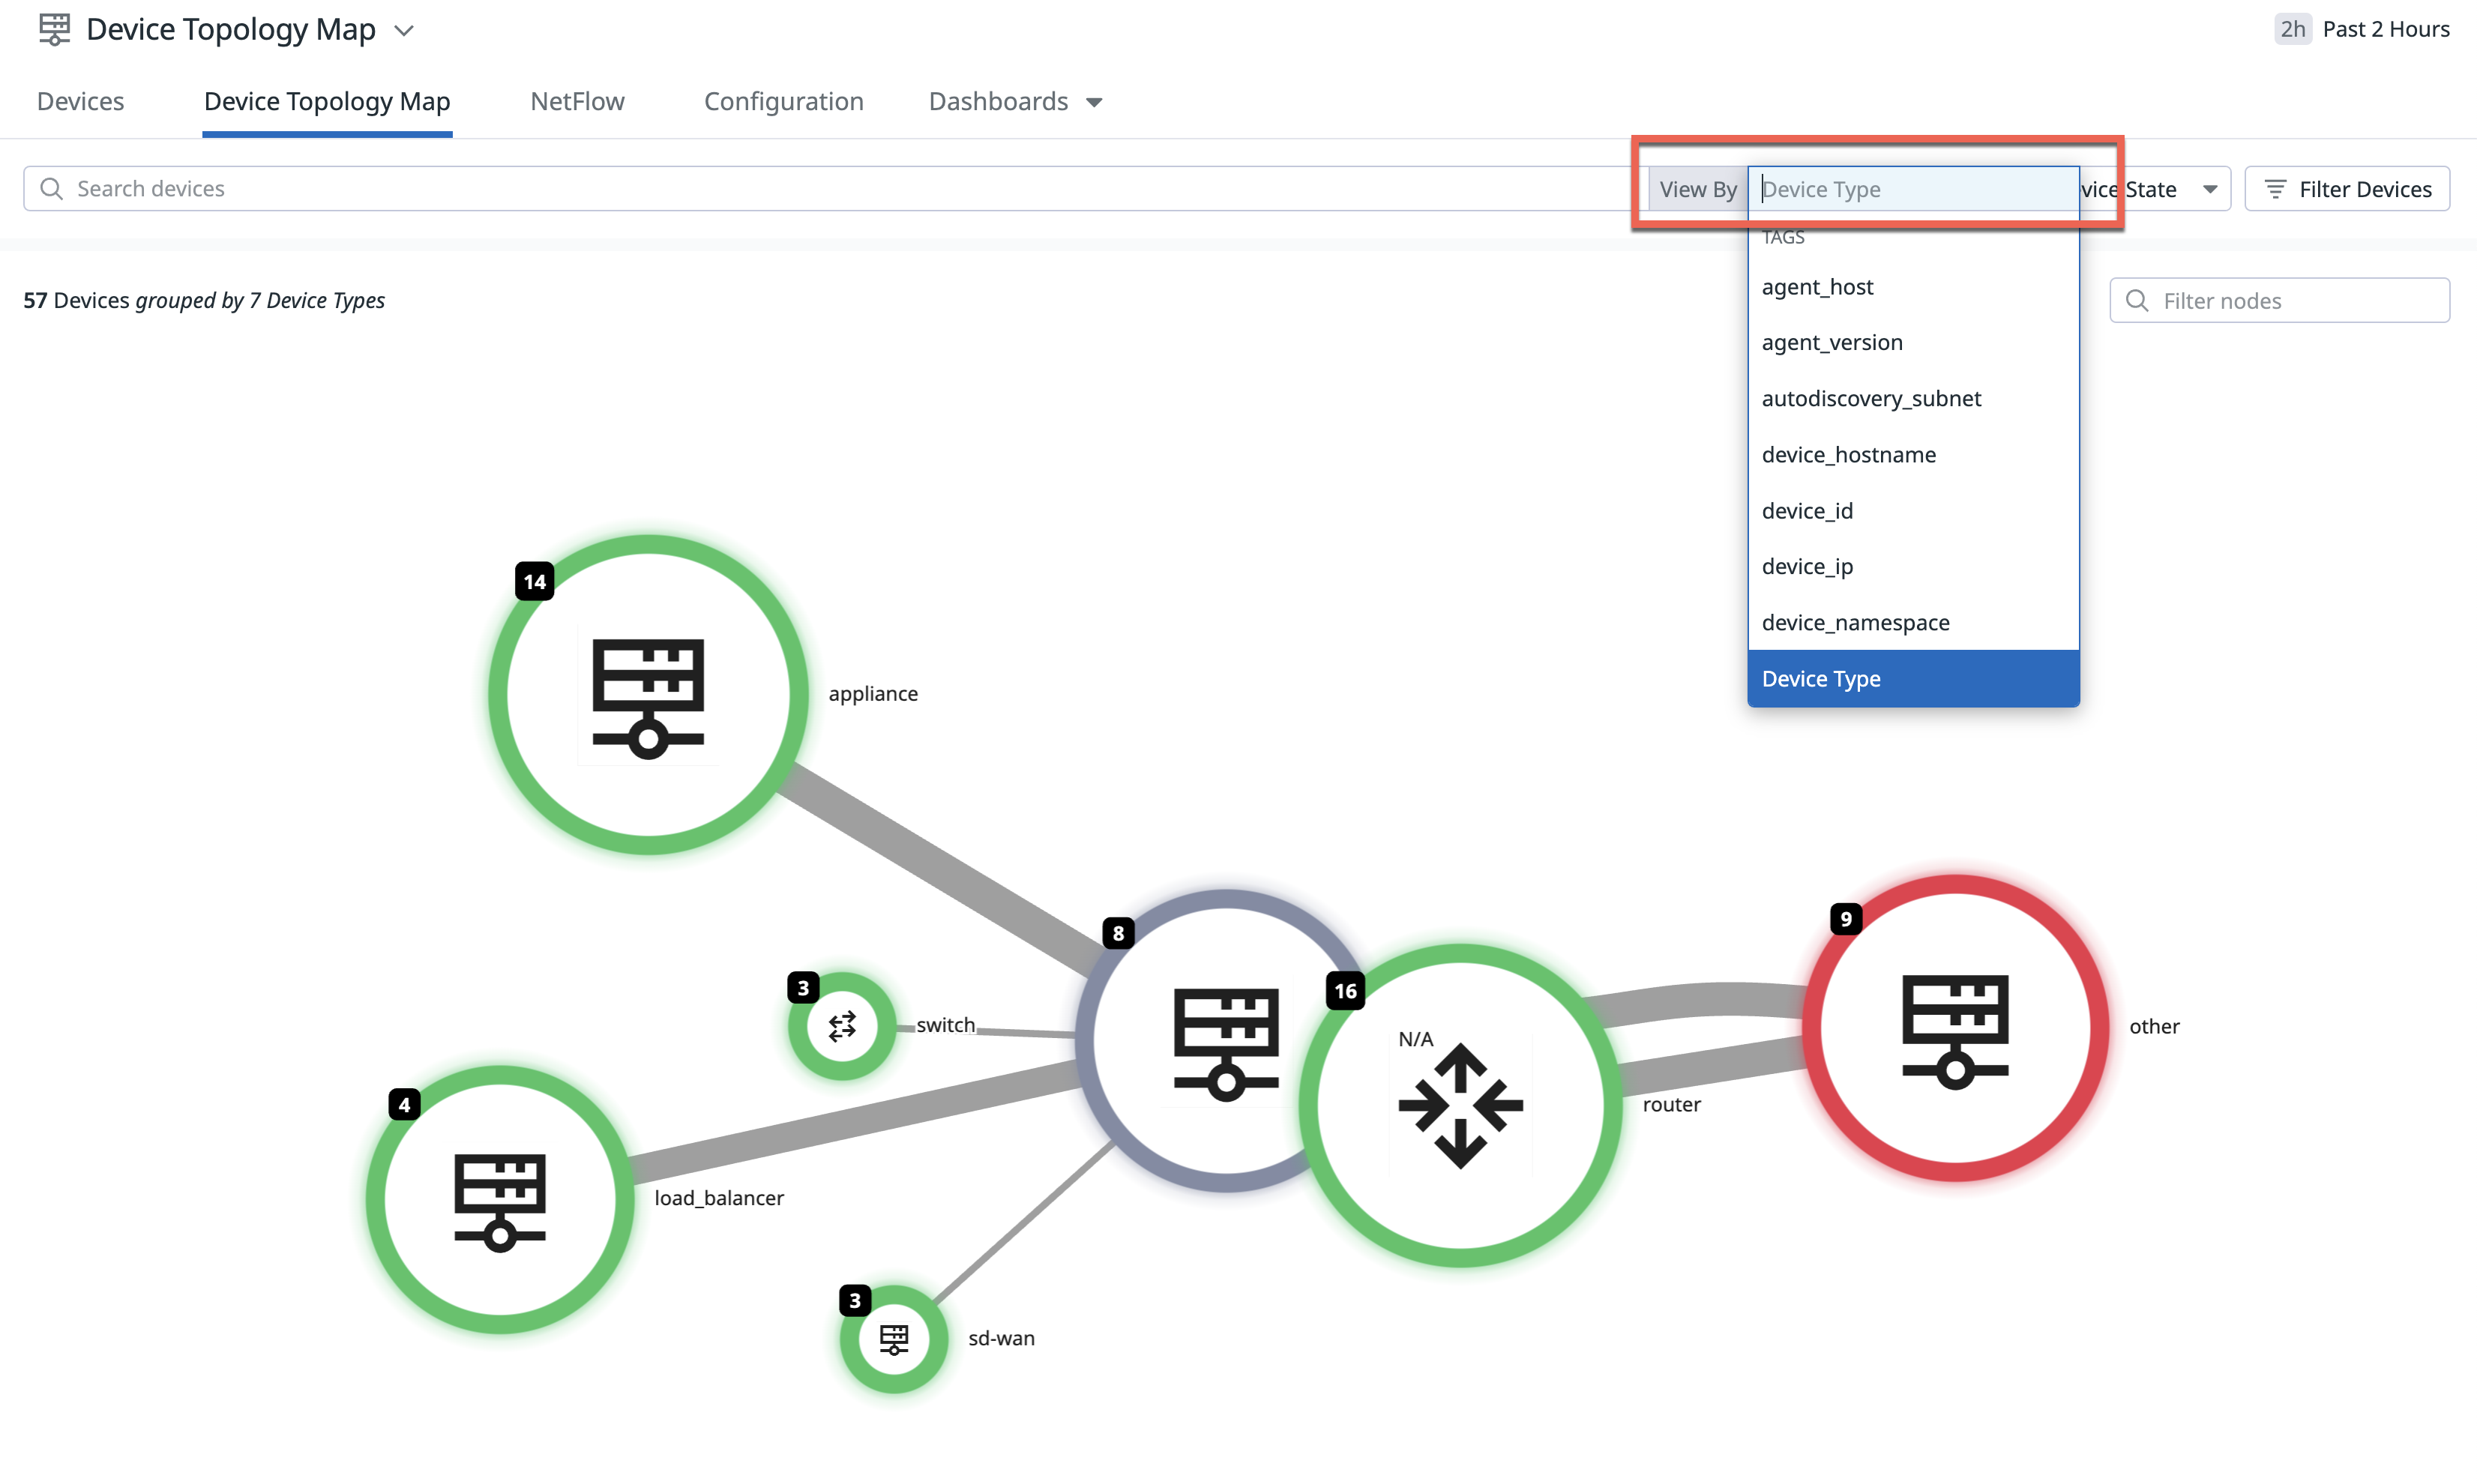 Device Topology Map
2h Past 2 Hours
Devices
Device Topology Map
NetFlow
Configuration
Dashboards
Search devices
View By
Device Type
vice State
Filter Devices
TAGS
agent_host
agent_version
autodiscovery_subnet
device_hostname
device_id
device_ip
device_namespace
Device Type
57 Devices grouped by 7 Device Types
Filter nodes
14
appliance
8
9
3
switch
16
N/A
other
4
router
load_balancer
3
sd-wan